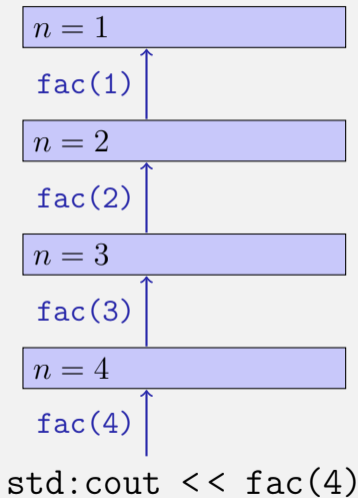 n = 1
fac(1)
n = 2
fac(2)
n = 3
fac(3)
n = 4
fac(4)
std:cout << fac(4)